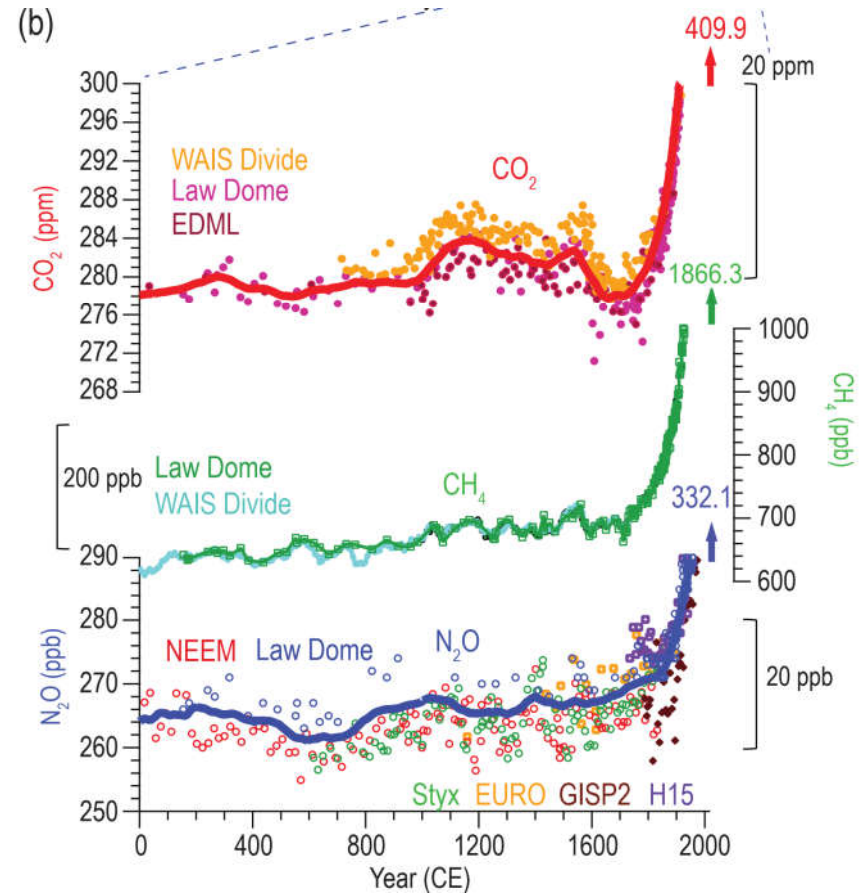 (b)
409.9
20 ppm
300
296
292
288
284
280
276
272
268
CO₂ (ppm)
WAIS Divide
Law Dome
EDML
CO₂
1866.3
1000
900
800
700
600
CH₄ (ppb)
200 ppb
Law Dome
WAIS Divide
CH₄
332.1
290
280
270
260
250
N₂O (ppb)
NEEM
Law Dome
N₂O
20 ppb
Styx
EURO
GISP2
H15
0
400
800
1200
1600
2000
Year (CE)